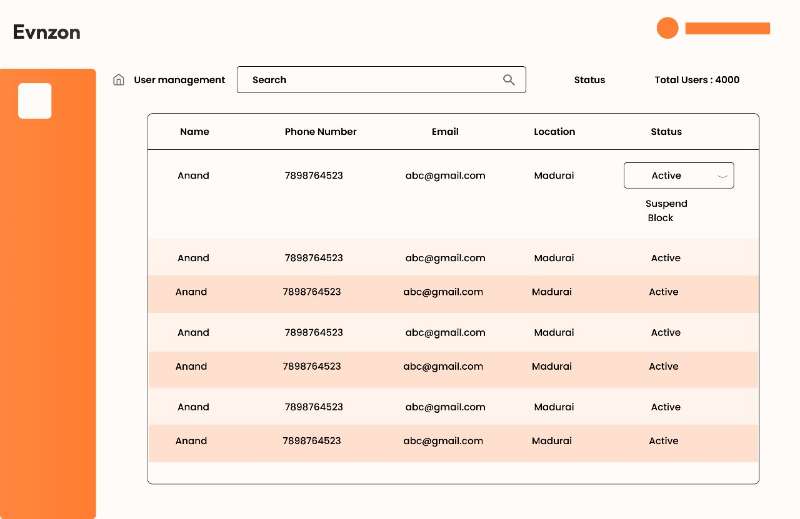 Evnzon
User management Search Status Total Users : 4000
Name Phone Number Email Location Status
Anand 7898764523 abc@gmail.com Madurai Active
Suspend
Block
Anand 7898764523 abc@gmail.com Madurai Active
Anand 7898764523 abc@gmail.com Madurai Active
Anand 7898764523 abc@gmail.com Madurai Active
Anand 7898764523 abc@gmail.com Madurai Active
Anand 7898764523 abc@gmail.com Madurai Active
Anand 7898764523 abc@gmail.com Madurai Active